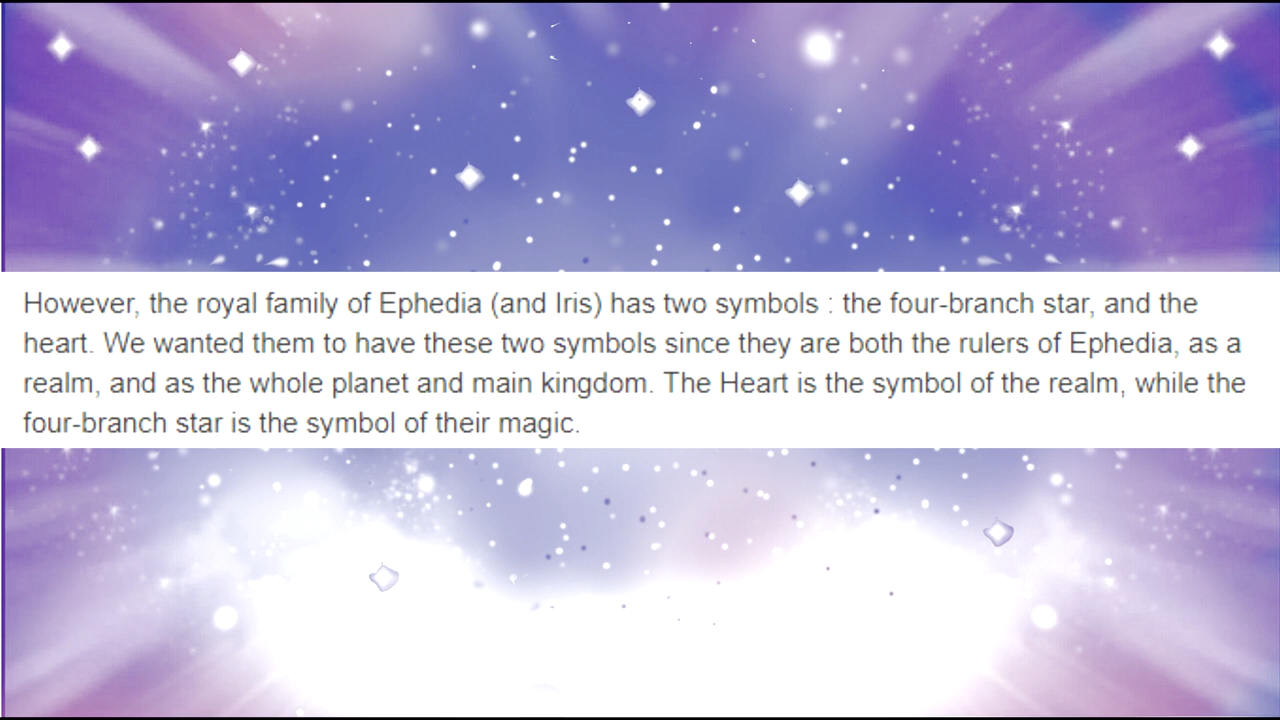 However, the royal family of Ephedia (and Iris) has two symbols : the four-branch star, and the
heart. We wanted them to have these two symbols since they are both the rulers of Ephedia, as a
realm, and as the whole planet and main kingdom. The Heart is the symbol of the realm, while the
four-branch star is the symbol of their magic.